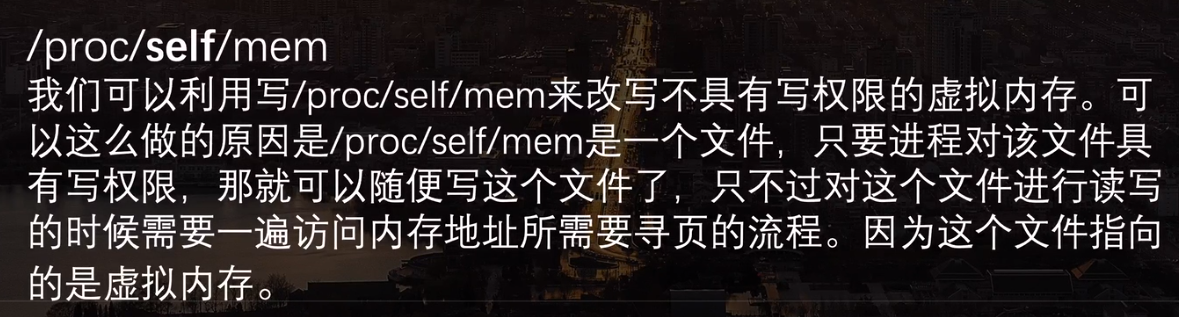 /proc/self/mem
我们可以利用写/proc/self/mem来改写不具有写权限的虚拟内存。可
以这么做的原因是/proc/self/mem是一个文件，只要进程对该文件具
有写权限，那就可以随便写这个文件了，只不过对这个文件进行读写
的时候需要一遍访问内存地址所需要寻页的流程。因为这个文件指向
的是虚拟内存。